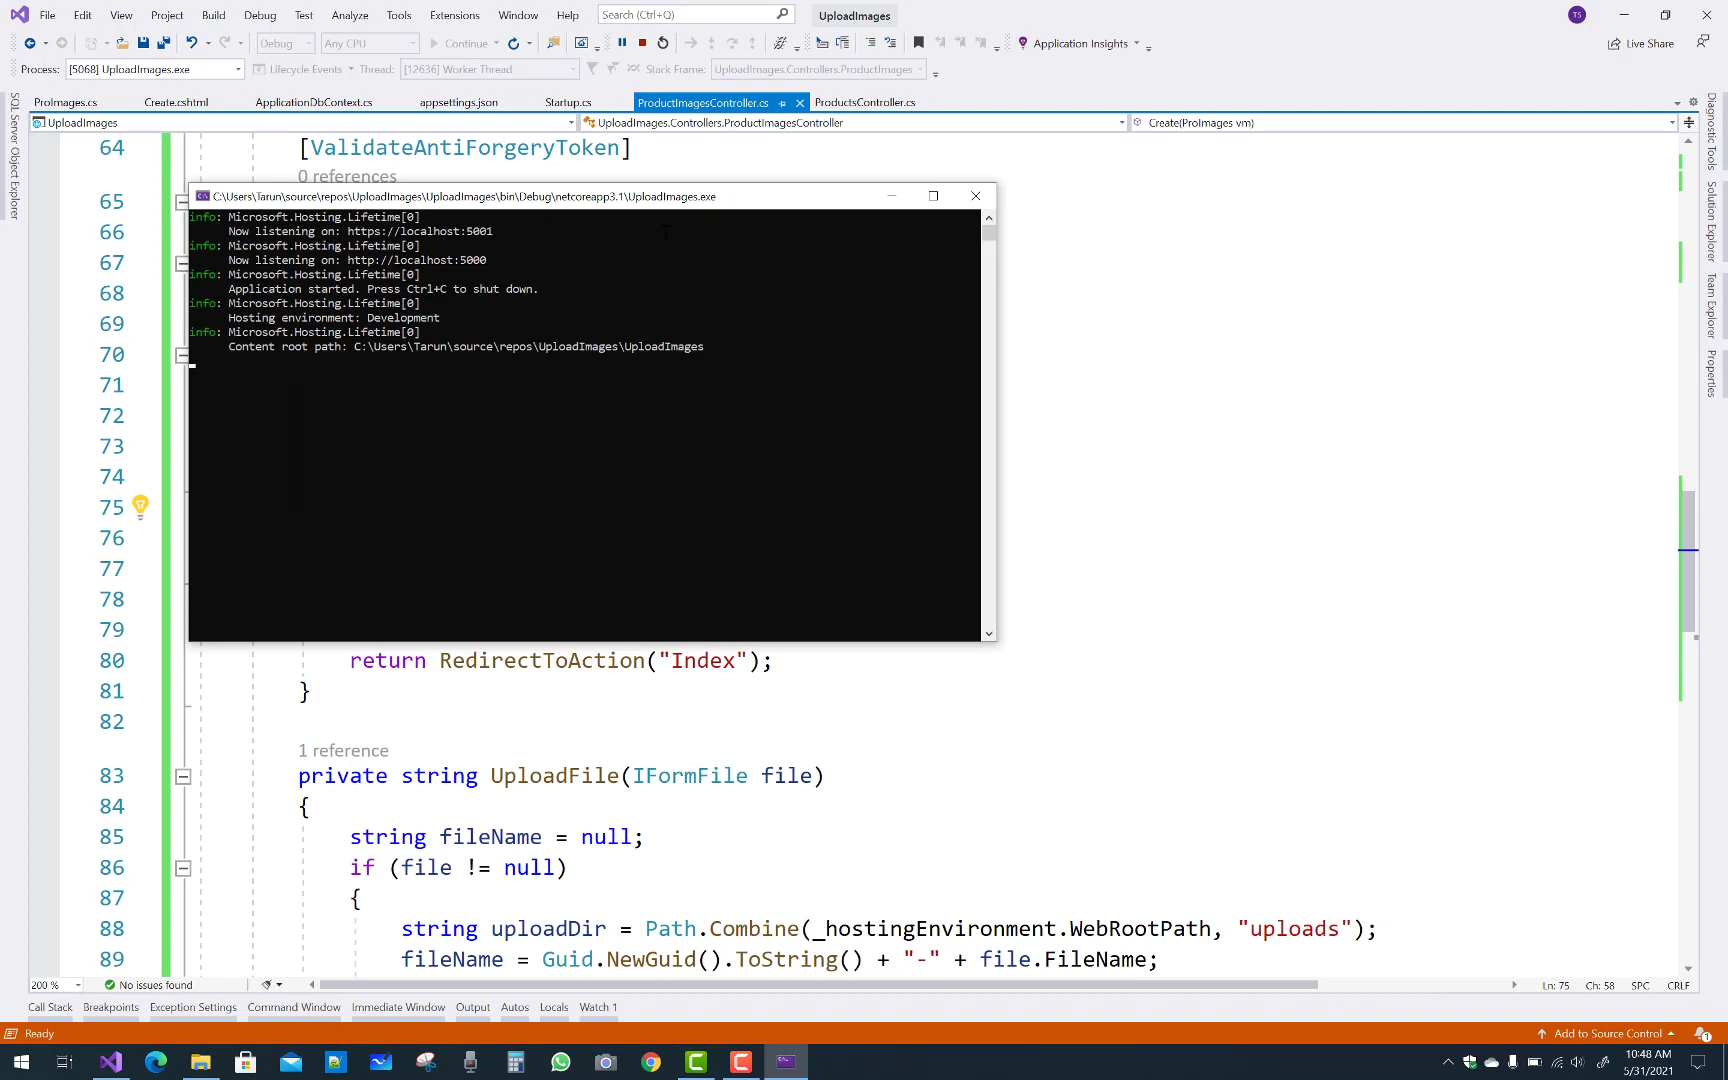 File Edit View Project Build Debug Test Analyze Tools Extensions Window Help Search (Ctrl+Q) UploadImages TS
Debug Any CPU Continue Application Insights Live Share
Process: [5068] UploadImages.exe Lifecycle Events Thread: [12636] Worker Thread Stack Frame: UploadImages.Controllers.ProductImages
ProImages.cs Create.cshtml ApplicationDbContext.cs appsettings.json Startup.cs ProductImagesController.cs ProductsController.cs
UploadImages UploadImages.Controllers.ProductImagesController Create(ProImages vm)
SQL Server Object Explorer
Diagnostic Tools
Solution Explorer
Team Explorer
Properties
64 [ValidateAntiForgeryToken]
0 references
C:\Users\Tarun\source\repos\UploadImages\UploadImages\bin\Debug\netcoreapp3.1\UploadImages.exe
info: Microsoft.Hosting.Lifetime[0]
Now listening on: https://localhost:5001
info: Microsoft.Hosting.Lifetime[0]
Now listening on: http://localhost:5000
info: Microsoft.Hosting.Lifetime[0]
Application started. Press Ctrl+C to shut down.
info: Microsoft.Hosting.Lifetime[0]
Hosting environment: Development
info: Microsoft.Hosting.Lifetime[0]
Content root path: C:\Users\Tarun\source\repos\UploadImages\UploadImages
65
66
67
68
69
70
71
72
73
74
75
76
77
78
79
80 return RedirectToAction("Index");
81 }
82
1 reference
83 private string UploadFile(IFormFile file)
84 {
85 string fileName = null;
86 if (file != null)
87 {
88 string uploadDir = Path.Combine(_hostingEnvironment.WebRootPath, "uploads");
89 fileName = Guid.NewGuid().ToString() + "-" + file.FileName;
200 % No issues found Ln: 75 Ch: 58 SPC CRLF
Call Stack Breakpoints Exception Settings Command Window Immediate Window Output Autos Locals Watch 1
Ready Add to Source Control 1
10:48 AM
5/31/2021